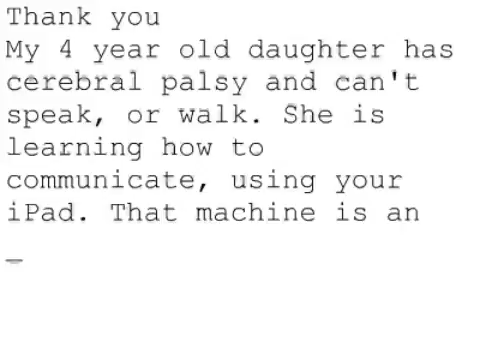 Thank you
My 4 year old daughter has
cerebral palsy and can't
speak, or walk. She is
learning how to
communicate, using your
iPad. That machine is an
_